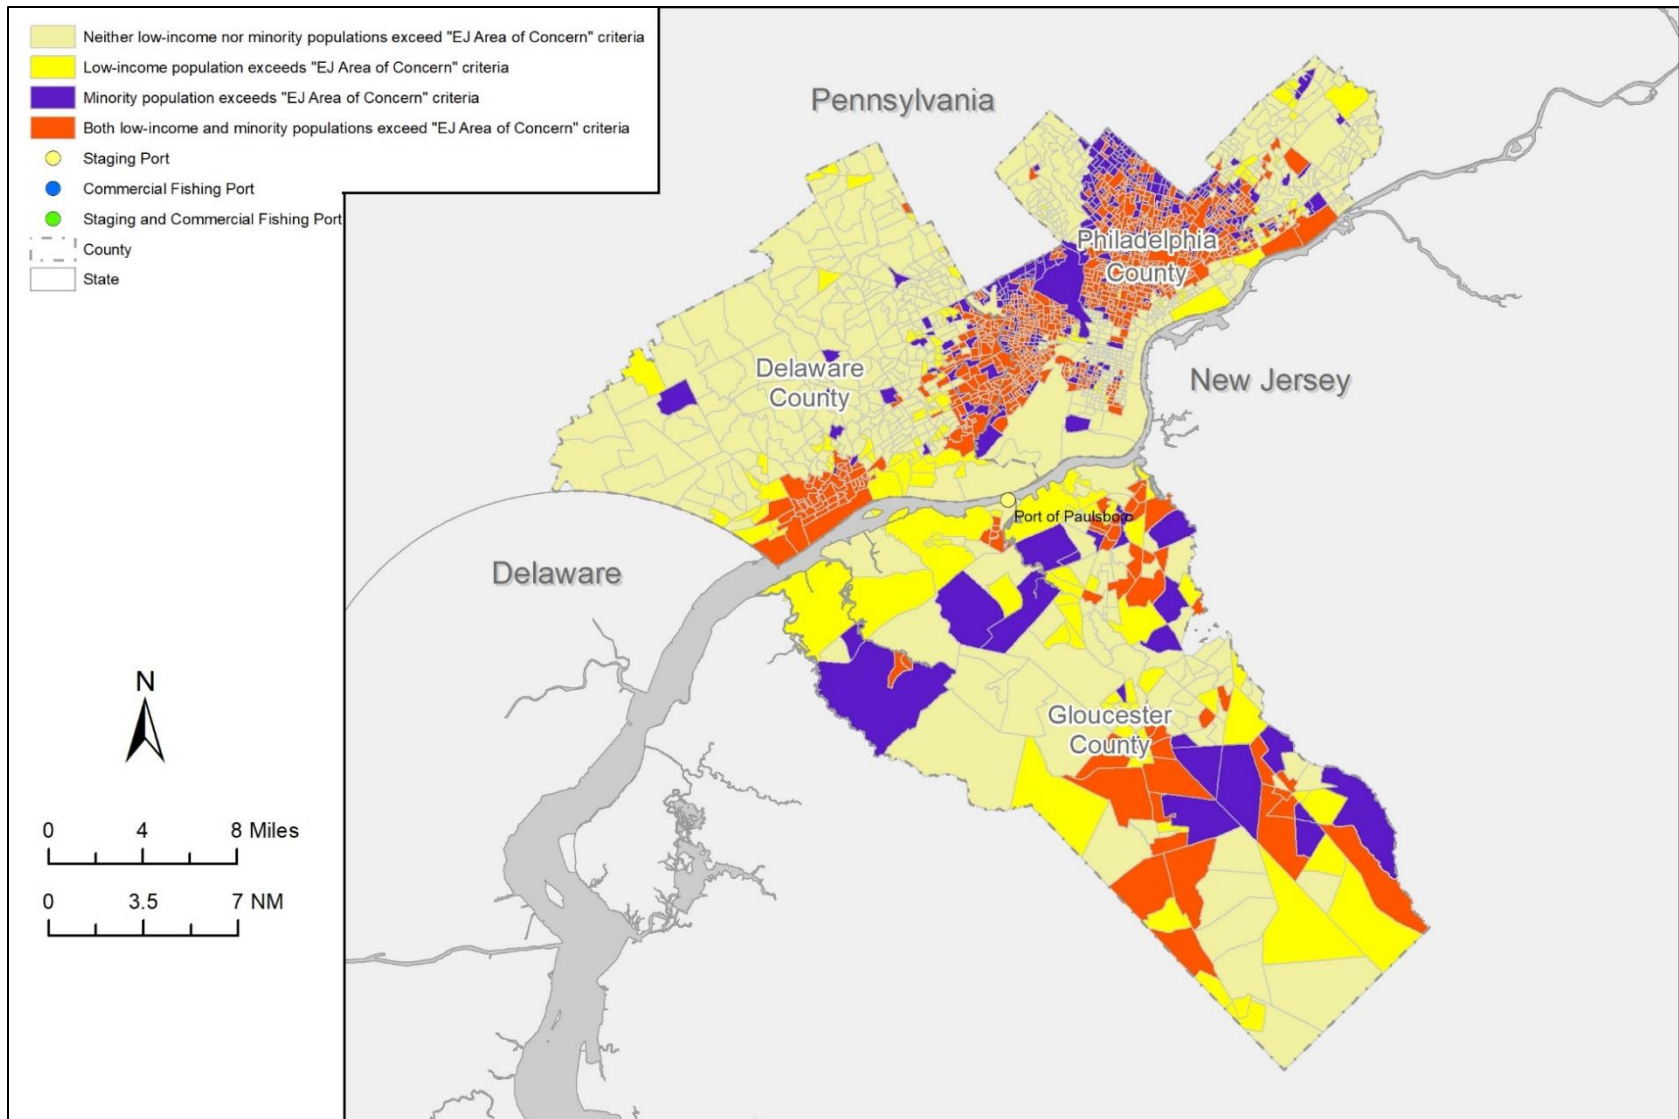 Neither low-income nor minority populations exceed "EJ Area of Concern" criteria
Low-income population exceeds "EJ Area of Concern" criteria
Minority population exceeds "EJ Area of Concern" criteria
Both low-income and minority populations exceed "EJ Area of Concern" criteria
Staging Port
Commercial Fishing Port
Staging and Commercial Fishing Port
County
State
Pennsylvania
Philadelphia
County
Delaware
County
New Jersey
Port of Paulsboro
Delaware
Gloucester
County
N
0 4 8 Miles
0 3.5 7 NM